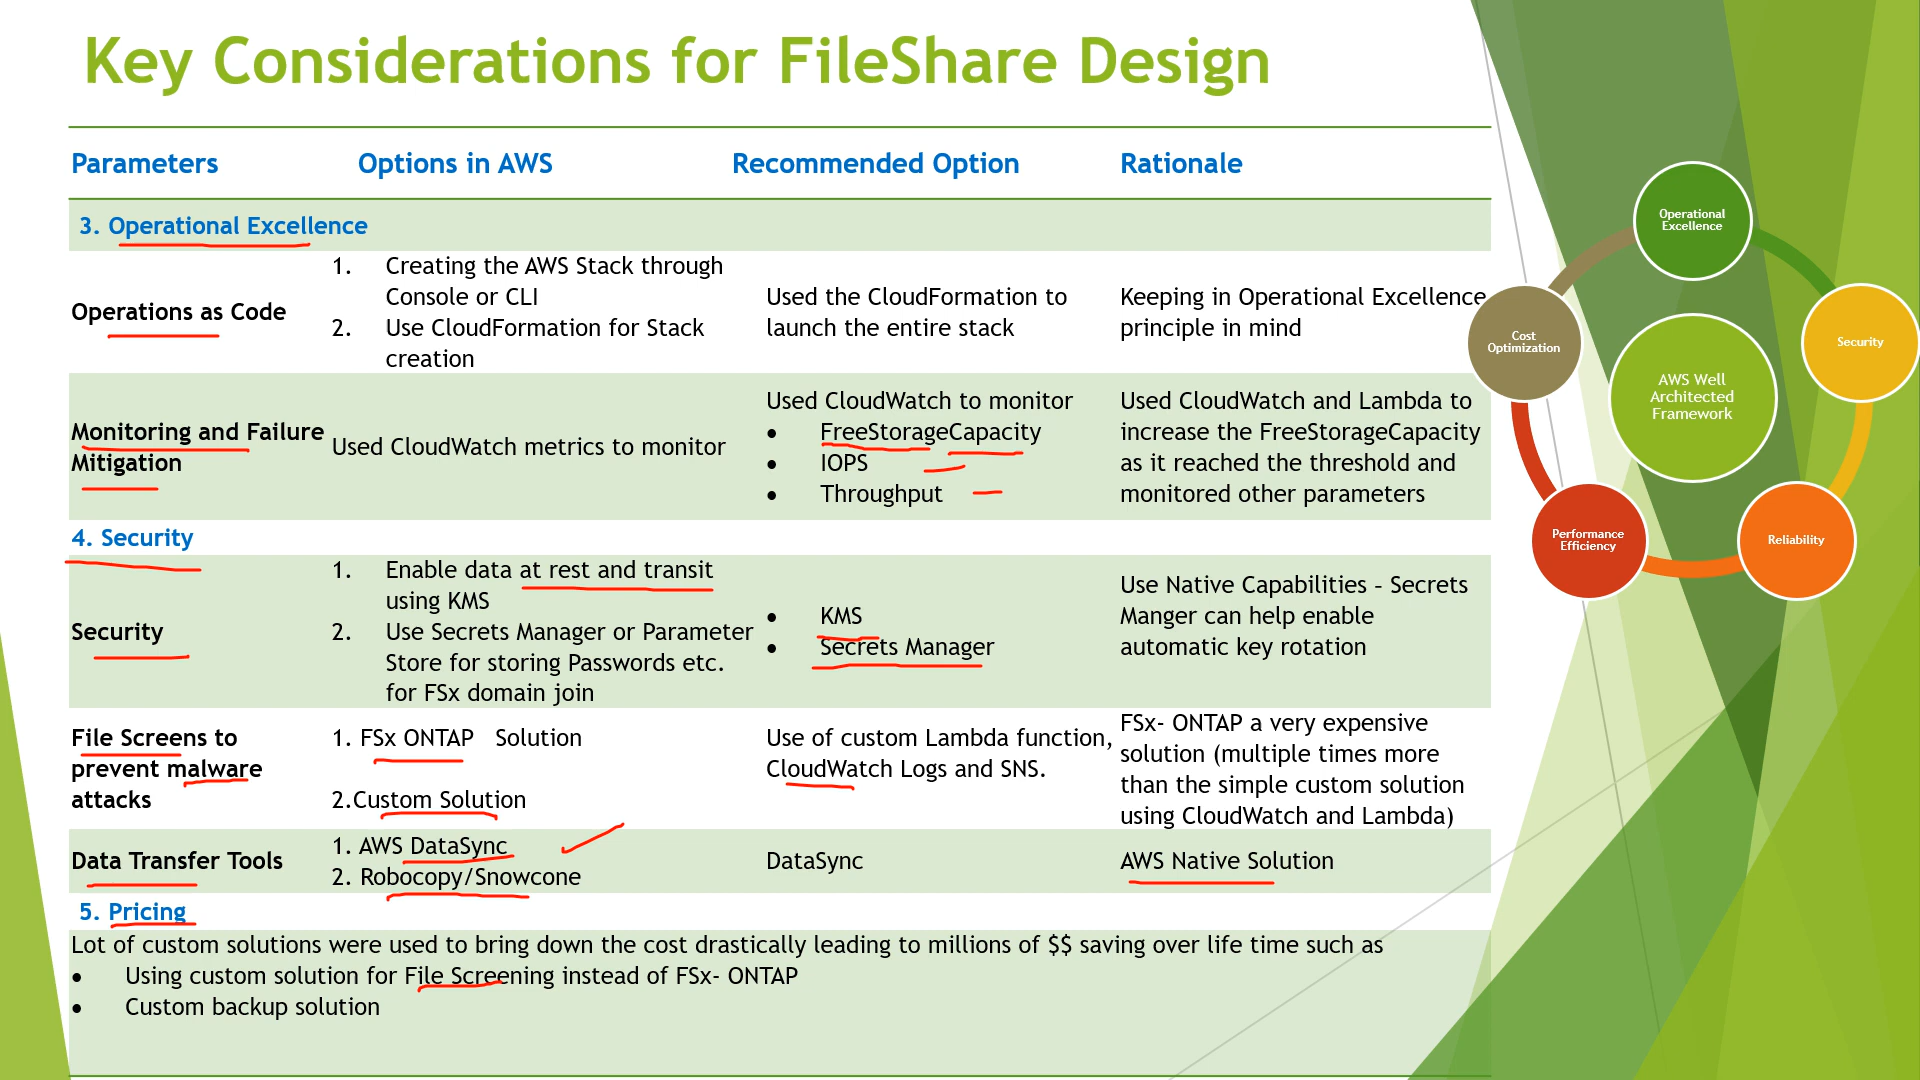 Key Considerations for FileShare Design
Parameters Options in AWS Recommended Option Rationale
3. Operational Excellence
Operations as Code
1. Creating the AWS Stack through
Console or CLI
2. Use CloudFormation for Stack
creation
Used the CloudFormation to
launch the entire stack
Keeping in Operational Excellence
principle in mind
Monitoring and Failure
Mitigation
Used CloudWatch metrics to monitor
Used CloudWatch to monitor
• FreeStorageCapacity
• IOPS
• Throughput
Used CloudWatch and Lambda to
increase the FreeStorageCapacity
as it reached the threshold and
monitored other parameters
4. Security
Security
1. Enable data at rest and transit
using KMS
2. Use Secrets Manager or Parameter
Store for storing Passwords etc.
for FSx domain join
• KMS
• Secrets Manager
Use Native Capabilities – Secrets
Manger can help enable
automatic key rotation
File Screens to
prevent malware
attacks
1. FSx ONTAP Solution
2.Custom Solution
Use of custom Lambda function,
CloudWatch Logs and SNS.
FSx- ONTAP a very expensive
solution (multiple times more
than the simple custom solution
using CloudWatch and Lambda)
Data Transfer Tools
1. AWS DataSync
2. Robocopy/Snowcone
DataSync
AWS Native Solution
5. Pricing
Lot of custom solutions were used to bring down the cost drastically leading to millions of $$ saving over life time such as
• Using custom solution for File Screening instead of FSx- ONTAP
• Custom backup solution
Operational
Excellence
Security
Reliability
Performance
Efficiency
Cost
Optimization
AWS Well
Architected
Framework